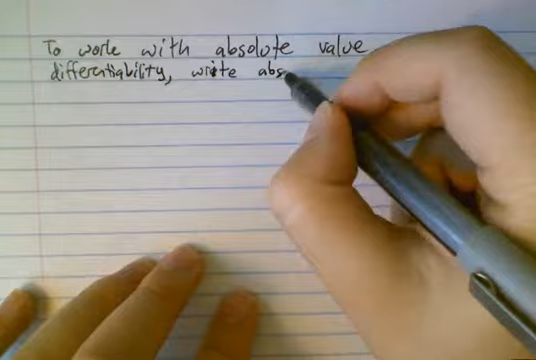 To work with absolute value
differentiability, write abs